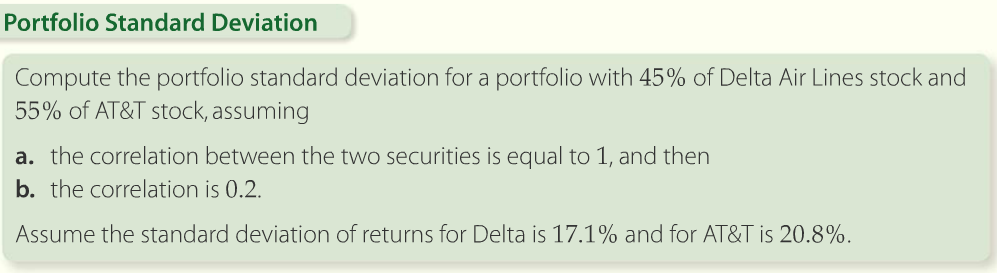 Portfolio Standard Deviation
Compute the portfolio standard deviation for a portfolio with 45% of Delta Air Lines stock and
55% of AT&T stock, assuming
a. the correlation between the two securities is equal to 1, and then
b. the correlation is 0.2.
Assume the standard deviation of returns for Delta is 17.1% and for AT&T is 20.8%.